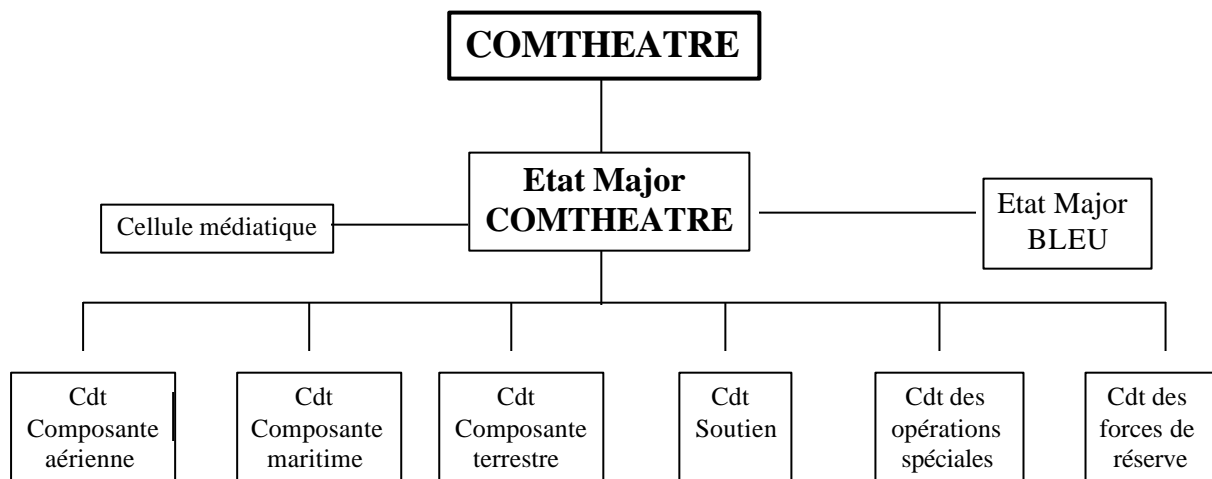 COMTHEATRE
Etat Major
COMTHEATRE
Cellule médiatique
Etat Major
BLEU
Cdt
Composante
aérienne
Cdt
Composante
maritime
Cdt
Composante
terrestre
Cdt
Soutien
Cdt des
opérations
spéciales
Cdt des
forces de
réserve